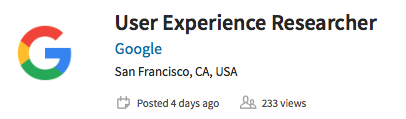 User Experience Researcher
Google
San Francisco, CA, USA
Posted 4 days ago 233 views